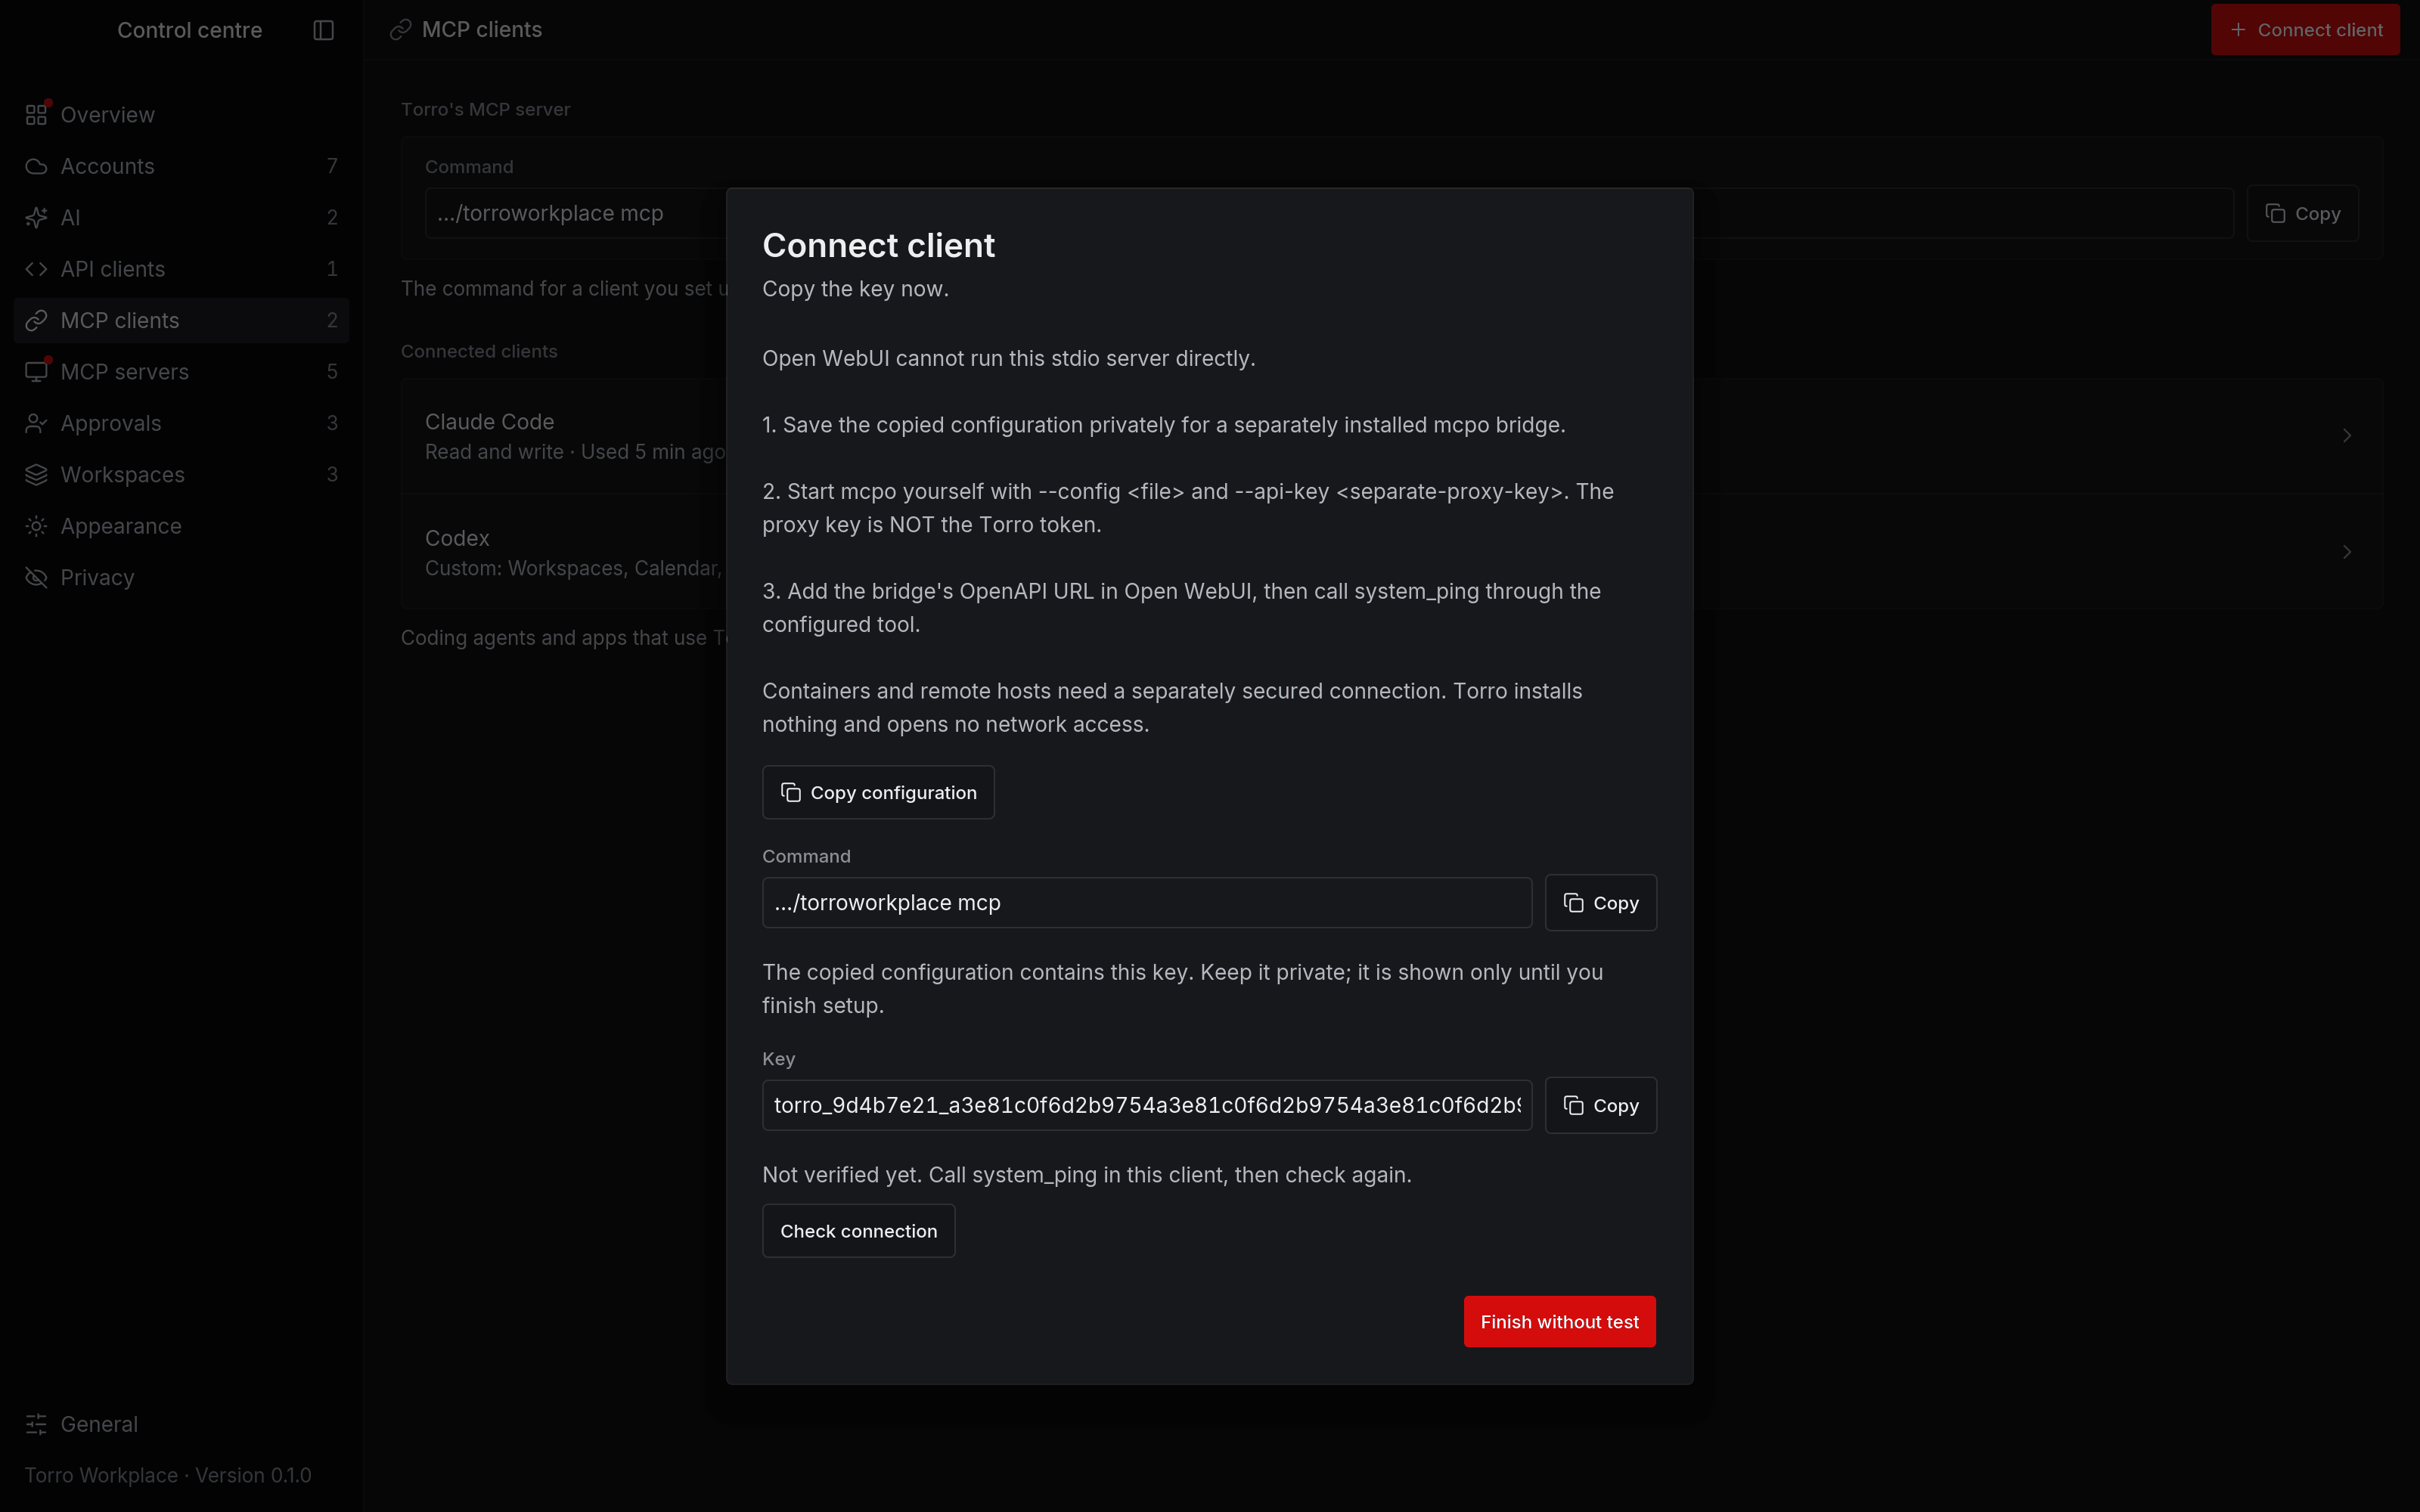 Control centre
MCP clients
Connect client
Overview
Accounts 7
AI 2
API clients 1
MCP clients 2
MCP servers 5
Approvals 3
Workspaces 3
Appearance
Privacy
General
Torro Workplace · Version 0.1.0
Torro's MCP server
Command
.../torroworkplace mcp
Copy
The command for a client you set
Connected clients
Claude Code
Read and write · Used 5 min ago
Codex
Custom: Workspaces, Calendar,
Coding agents and apps that use
Connect client
Copy the key now.
Open WebUI cannot run this stdio server directly.
1. Save the copied configuration privately for a separately installed mcpo bridge.
2. Start mcpo yourself with --config <file> and --api-key <separate-proxy-key>. The
proxy key is NOT the Torro token.
3. Add the bridge's OpenAPI URL in Open WebUI, then call system_ping through the
configured tool.
Containers and remote hosts need a separately secured connection. Torro installs
nothing and opens no network access.
Copy configuration
Command
.../torroworkplace mcp
Copy
The copied configuration contains this key. Keep it private; it is shown only until you
finish setup.
Key
torro_9d4b7e21_a3e81c0f6d2b9754a3e81c0f6d2b9754a3e81c0f6d2b9
Copy
Not verified yet. Call system_ping in this client, then check again.
Check connection
Finish without test